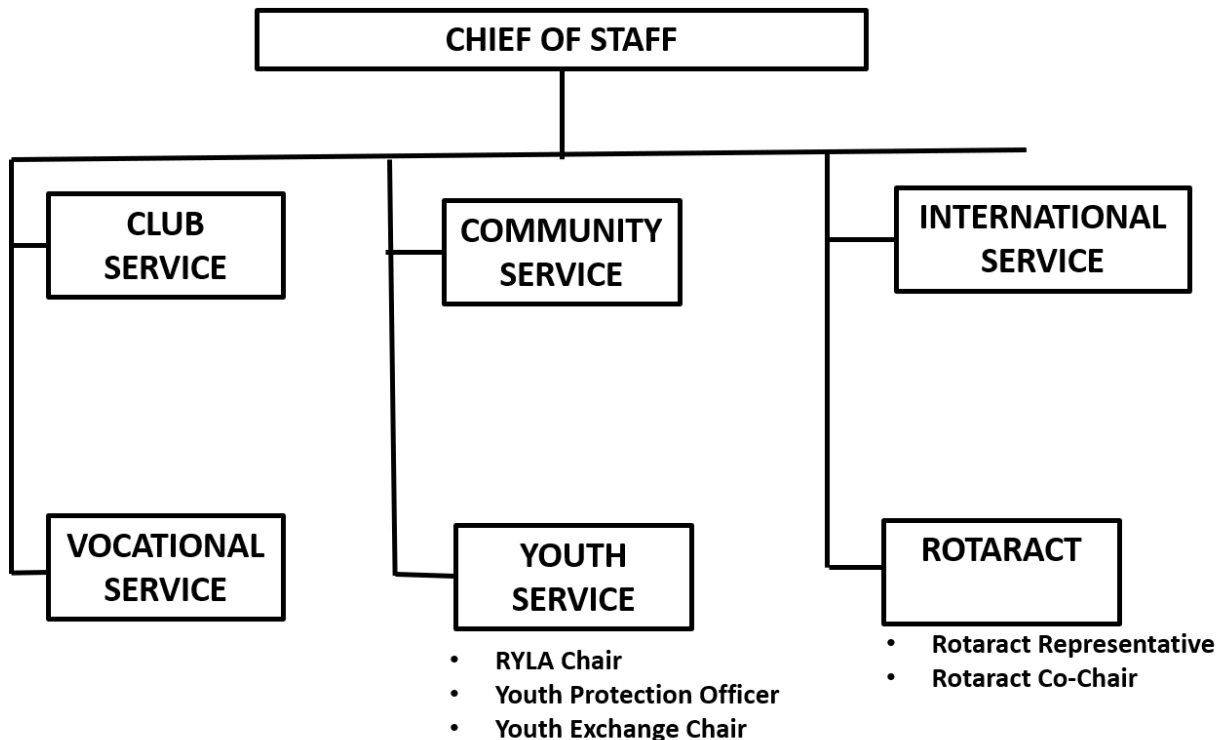 CHIEF OF STAFF
CLUB
SERVICE
COMMUNITY
SERVICE
INTERNATIONAL
SERVICE
VOCATIONAL
SERVICE
YOUTH
SERVICE
• RYLA Chair
• Youth Protection Officer
• Youth Exchange Chair
ROTARACT
• Rotaract Representative
• Rotaract Co-Chair